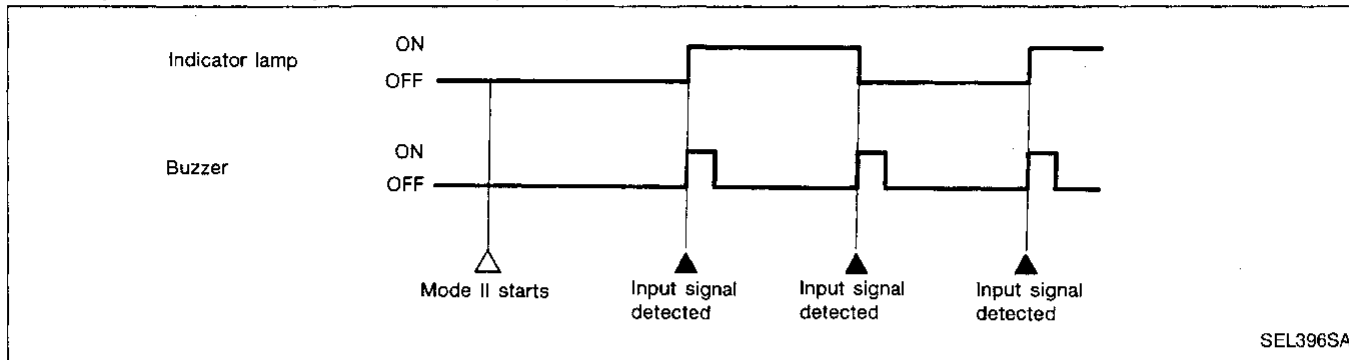 Indicator lamp
ON
OFF
Buzzer
ON
OFF
Mode II starts
Input signal
detected
Input signal
detected
Input signal
detected
SEL396SA